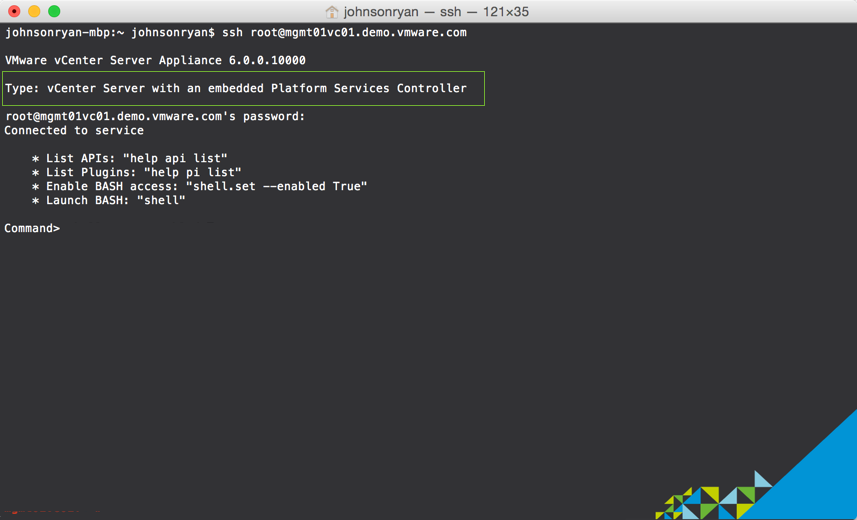 johnsonryan — ssh — 121×35
johnsonryan-mbp:~ johnsonryan$ ssh root@mgmt01vc01.demo.vmware.com
VMware vCenter Server Appliance 6.0.0.10000
Type: vCenter Server with an embedded Platform Services Controller
root@mgmt01vc01.demo.vmware.com's password:
Connected to service
* List APIs: "help api list"
* List Plugins: "help pi list"
* Enable BASH access: "shell.set --enabled True"
* Launch BASH: "shell"
Command>